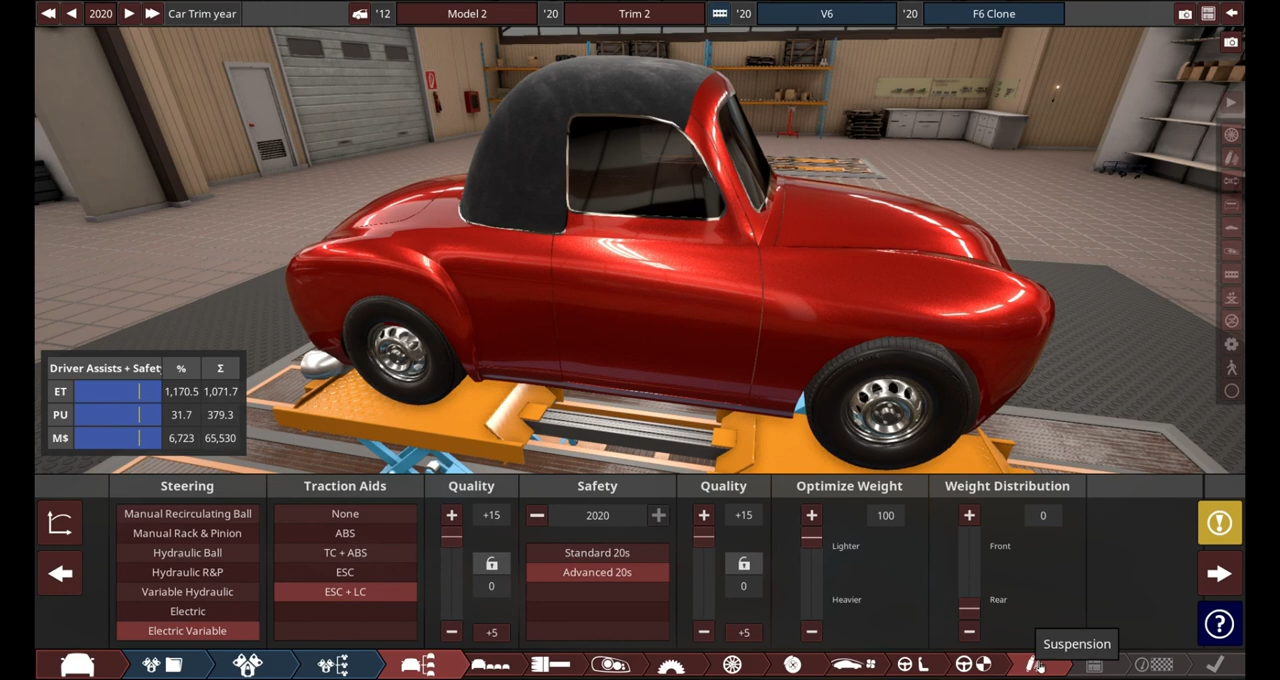 2020 Car Trim year '12 Model 2 '20 Trim 2 '20 V6 '20 F6 Clone
Driver Assists + Safet % Σ
ET 1,170.5 1,071.7
PU 31.7 379.3
M$ 6,723 65,530
Steering Traction Aids Quality Safety Quality Optimize Weight Weight Distribution
Manual Recirculating Ball
Manual Rack & Pinion
Hydraulic Ball
Hydraulic R&P
Variable Hydraulic
Electric
Electric Variable
None
ABS
TC + ABS
ESC
ESC + LC
+ +15
0
− +5
− 2020 +
Standard 20s
Advanced 20s
+ +15
0
− +5
+ 100
Lighter
Heavier
−
+ 0
Front
Rear
−
Suspension
?